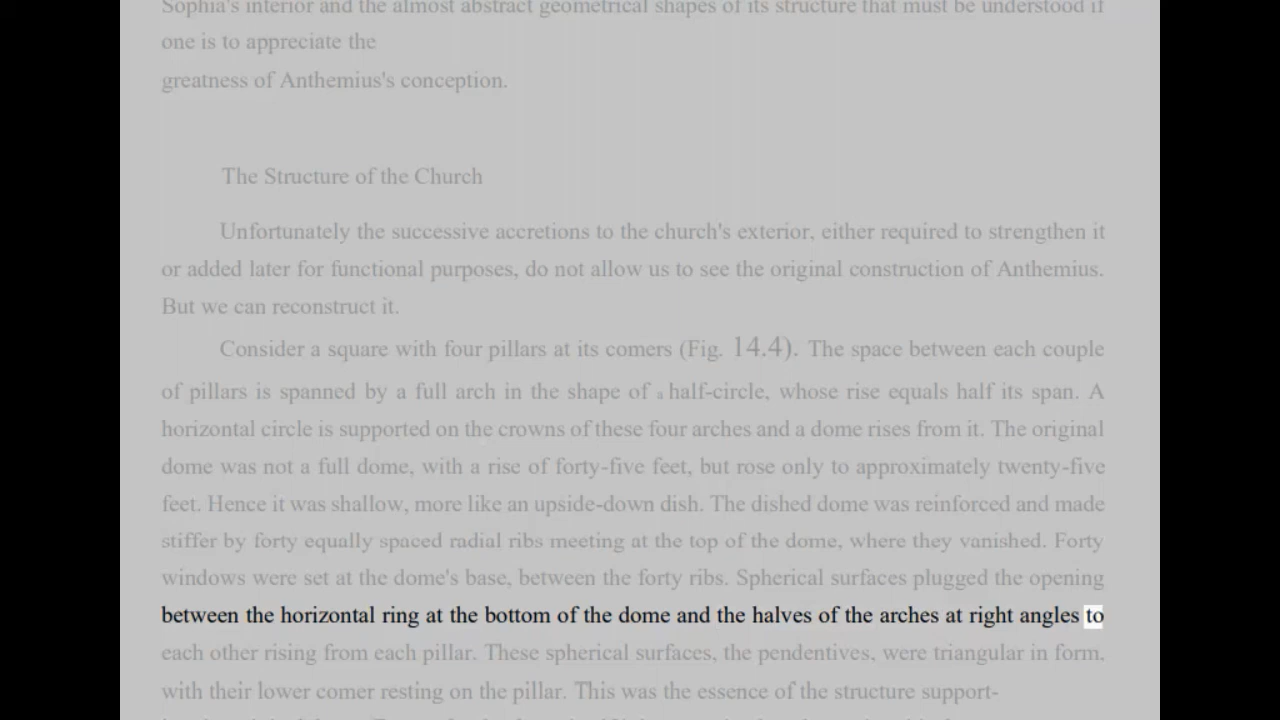 Sophia's interior and the almost abstract geometrical shapes of its structure that must be understood if
one is to appreciate the
greatness of Anthemius's conception.
The Structure of the Church
Unfortunately the successive accretions to the church's exterior, either required to strengthen it
or added later for functional purposes, do not allow us to see the original construction of Anthemius.
But we can reconstruct it.
Consider a square with four pillars at its comers (Fig. 14.4). The space between each couple
of pillars is spanned by a full arch in the shape of a half-circle, whose rise equals half its span. A
horizontal circle is supported on the crowns of these four arches and a dome rises from it. The original
dome was not a full dome, with a rise of forty-five feet, but rose only to approximately twenty-five
feet. Hence it was shallow, more like an upside-down dish. The dished dome was reinforced and made
stiffer by forty equally spaced radial ribs meeting at the top of the dome, where they vanished. Forty
windows were set at the dome's base, between the forty ribs. Spherical surfaces plugged the opening
between the horizontal ring at the bottom of the dome and the halves of the arches at right angles to
each other rising from each pillar. These spherical surfaces, the pendentives, were triangular in form,
with their lower comer resting on the pillar. This was the essence of the structure support-